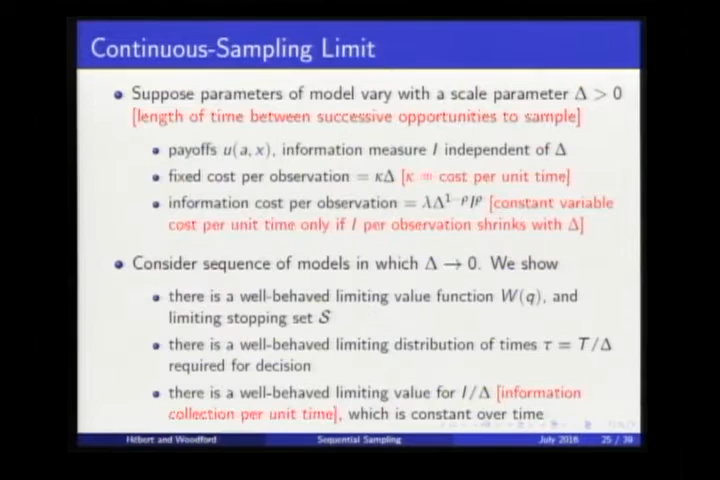 Continuous-Sampling Limit
Suppose parameters of model vary with a scale parameter Δ > 0
[length of time between successive opportunities to sample]
payoffs u(a, x), information measure I independent of Δ
fixed cost per observation = κΔ [κ = cost per unit time]
information cost per observation = λΔ^{1−ρ}I^ρ [constant variable
cost per unit time only if I per observation shrinks with Δ]
Consider sequence of models in which Δ → 0. We show
there is a well-behaved limiting value function W(q), and
limiting stopping set S
there is a well-behaved limiting distribution of times τ = T/Δ
required for decision
there is a well-behaved limiting value for I/Δ [information
collection per unit time], which is constant over time
Hébert and Woodford Sequential Sampling July 2016 25 / 39